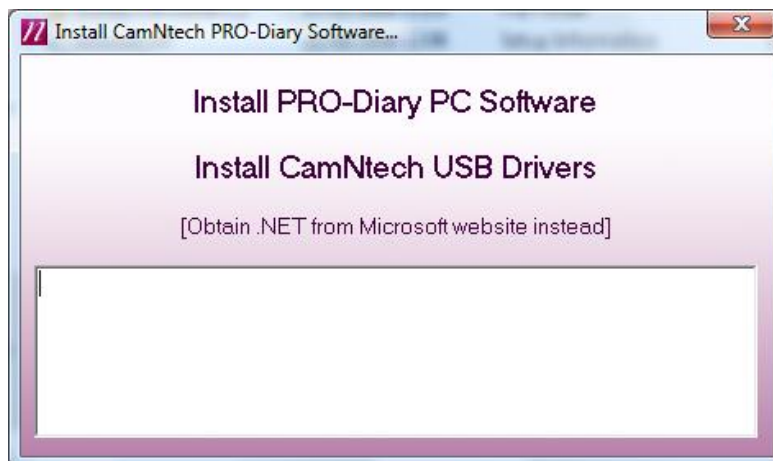 Install CamNtech PRO-Diary Software...
Install PRO-Diary PC Software
Install CamNtech USB Drivers
[Obtain .NET from Microsoft website instead]